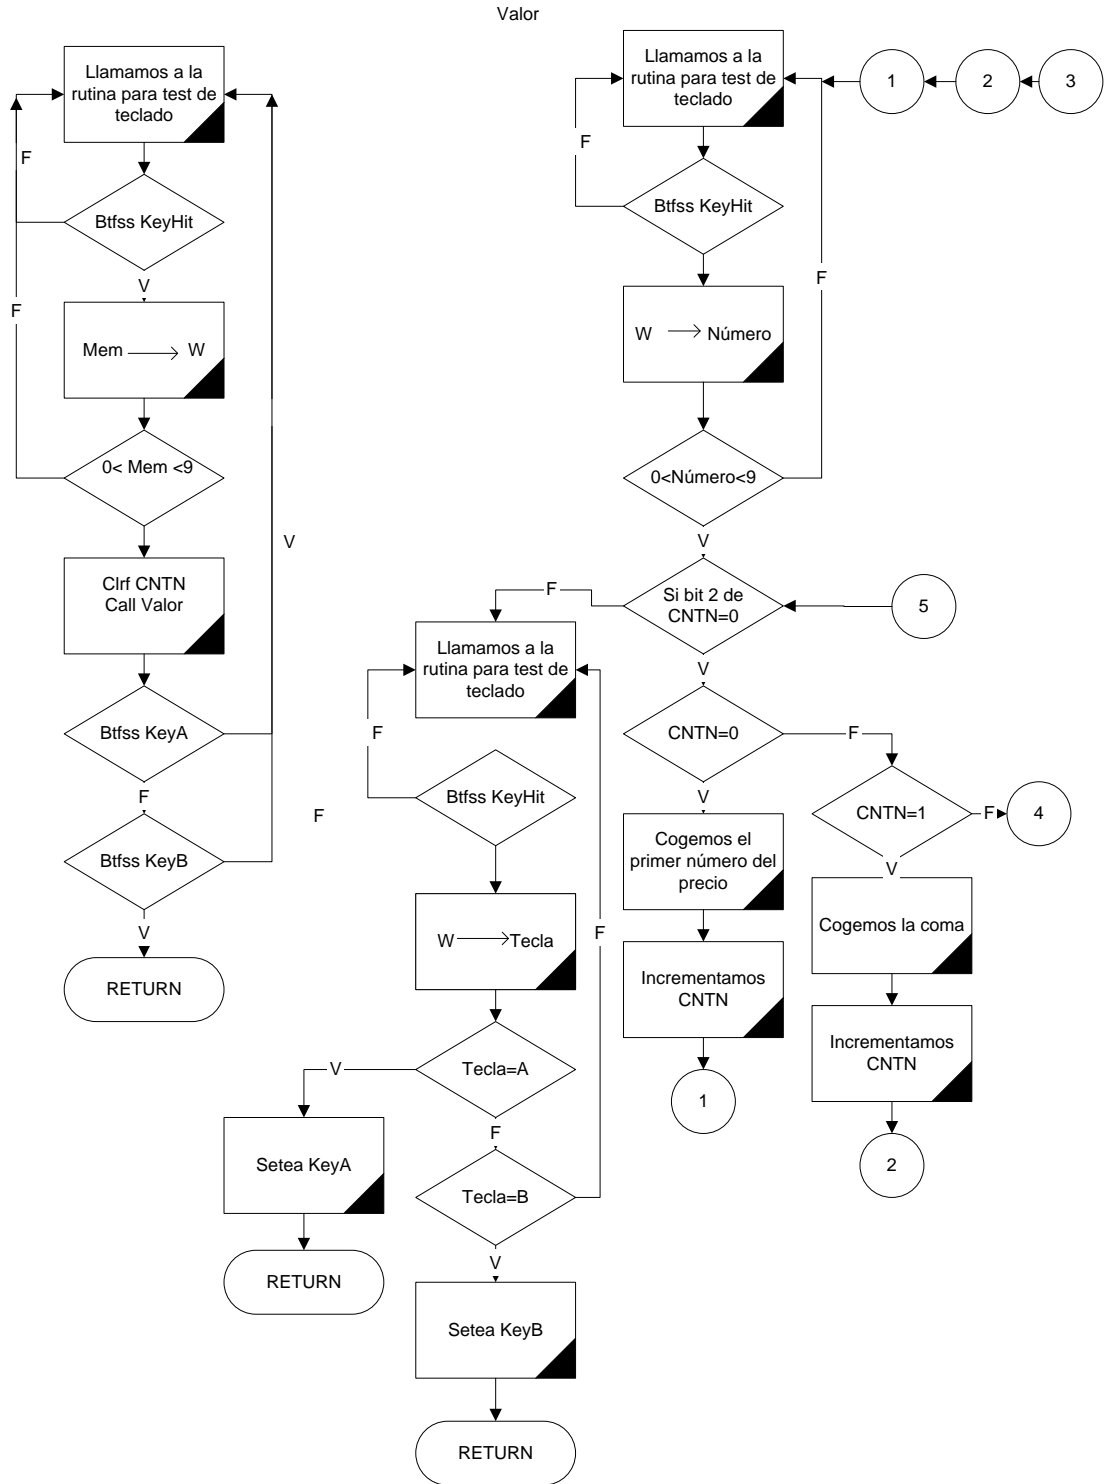 Valor
Llamamos a la
rutina para test de
teclado
F
Btfss KeyHit
V
Mem W
F
0< Mem <9
Clrf CNTN
Call Valor
V
Btfss KeyA
F
Btfss KeyB
V
RETURN
Llamamos a la
rutina para test de
teclado
1
2
3
F
Btfss KeyHit
W Número
F
0<Número<9
V
Si bit 2 de
CNTN=0
5
F
V
CNTN=0
F
V
CNTN=1
F
4
V
Cogemos el
primer número del
precio
Incrementamos
CNTN
1
Cogemos la coma
Incrementamos
CNTN
2
Llamamos a la
rutina para test de
teclado
F
Btfss KeyHit
F
W Tecla
F
Tecla=A
V
F
Setea KeyA
RETURN
Tecla=B
V
Setea KeyB
RETURN